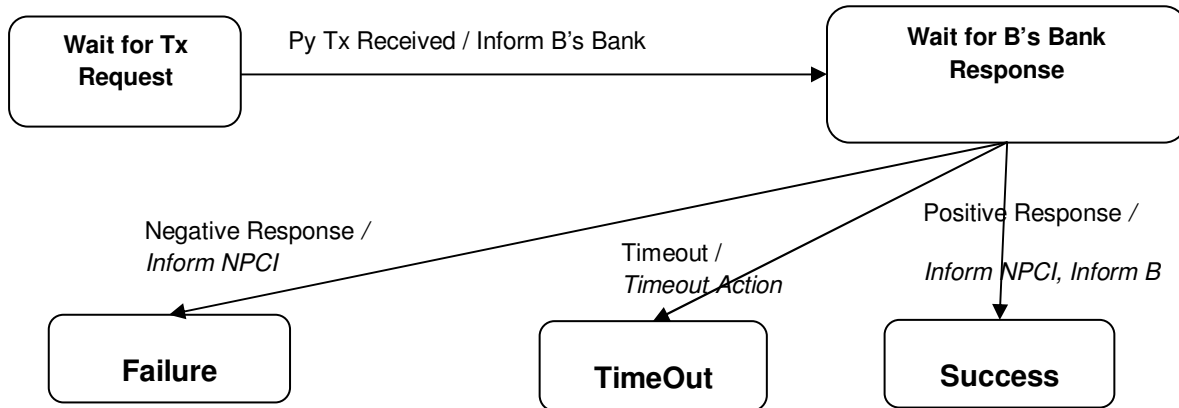 Wait for Tx
Request
Py Tx Received / Inform B's Bank
Wait for B's Bank
Response
Negative Response /
Inform NPCI
Timeout /
Timeout Action
Positive Response /
Inform NPCI, Inform B
Failure
TimeOut
Success